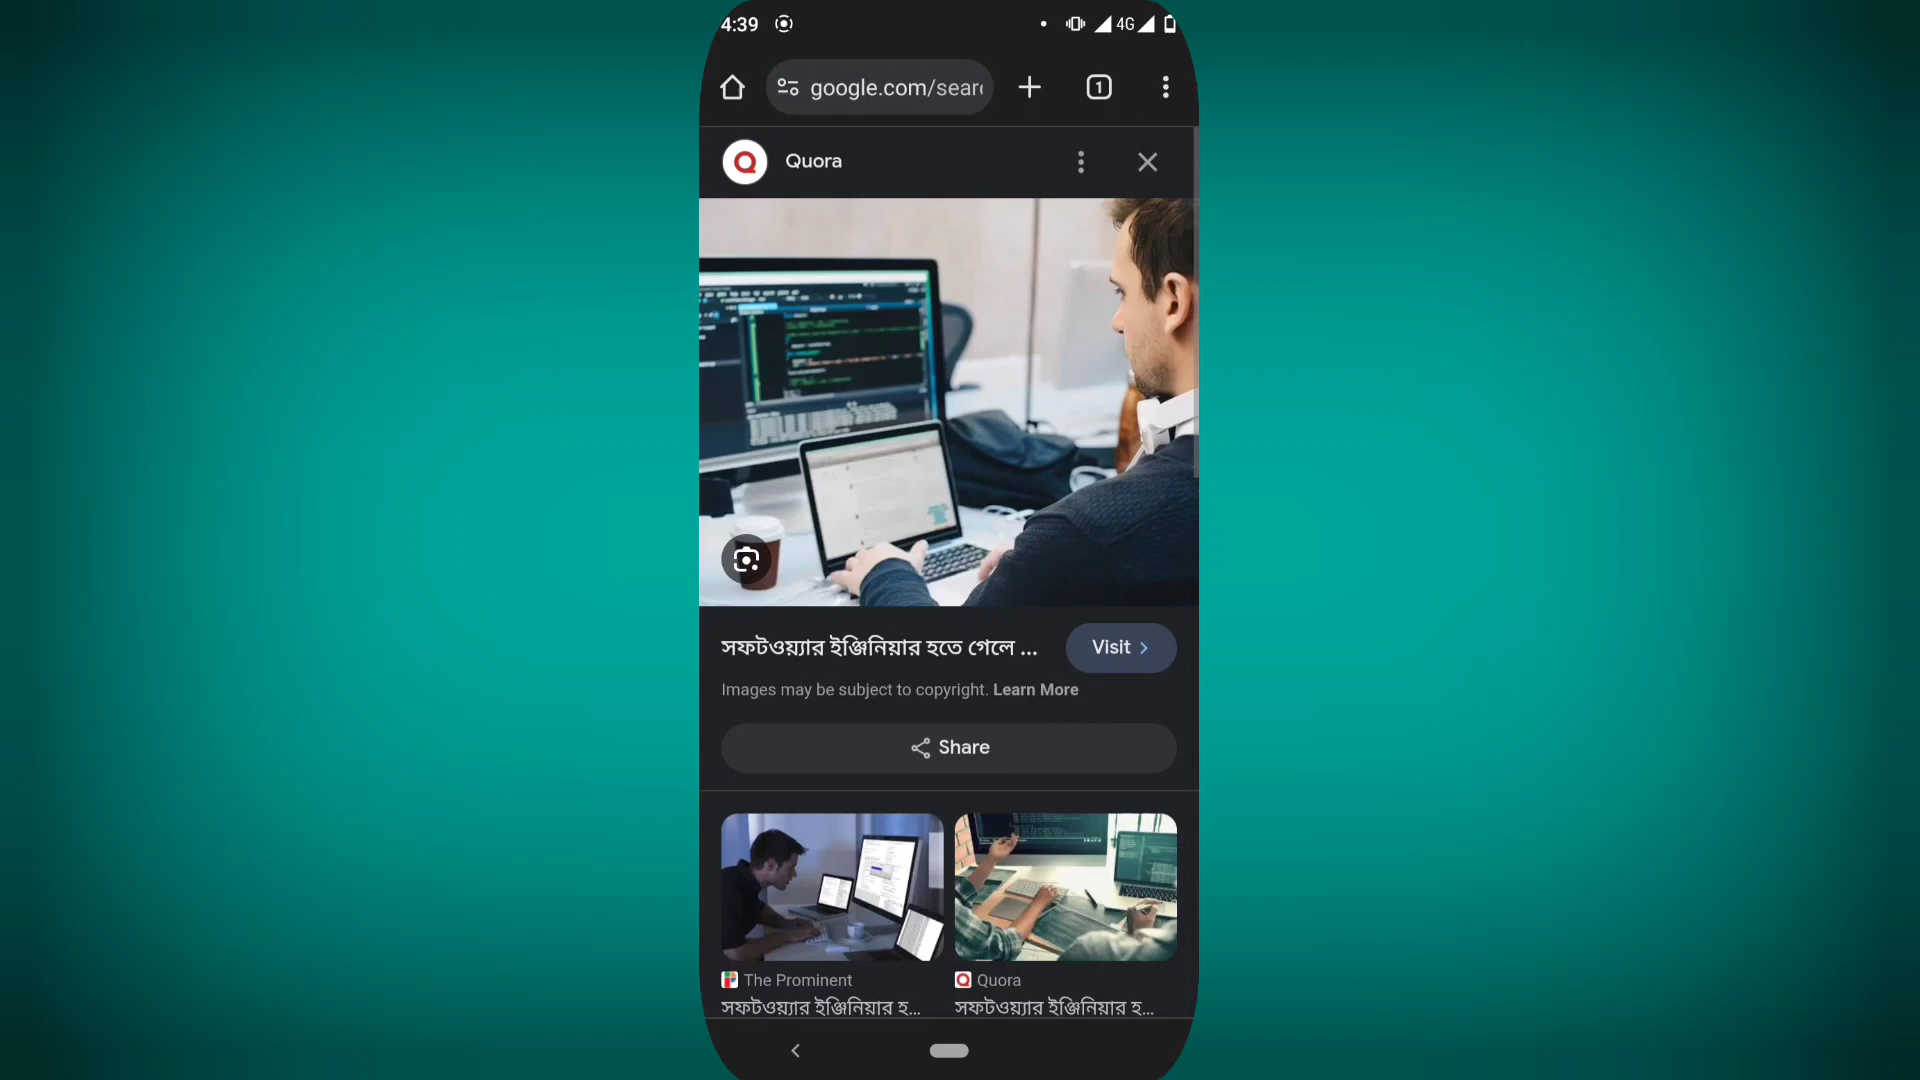 4:39
4G
google.com/sear
1
Quora
সফটওয়্যার ইঞ্জিনিয়ার হতে গেলে ...
Visit
Images may be subject to copyright. Learn More
Share
The Prominent
Quora
সফটওয়্যার ইঞ্জিনিয়ার হ...
সফটওয়্যার ইঞ্জিনিয়ার হ...